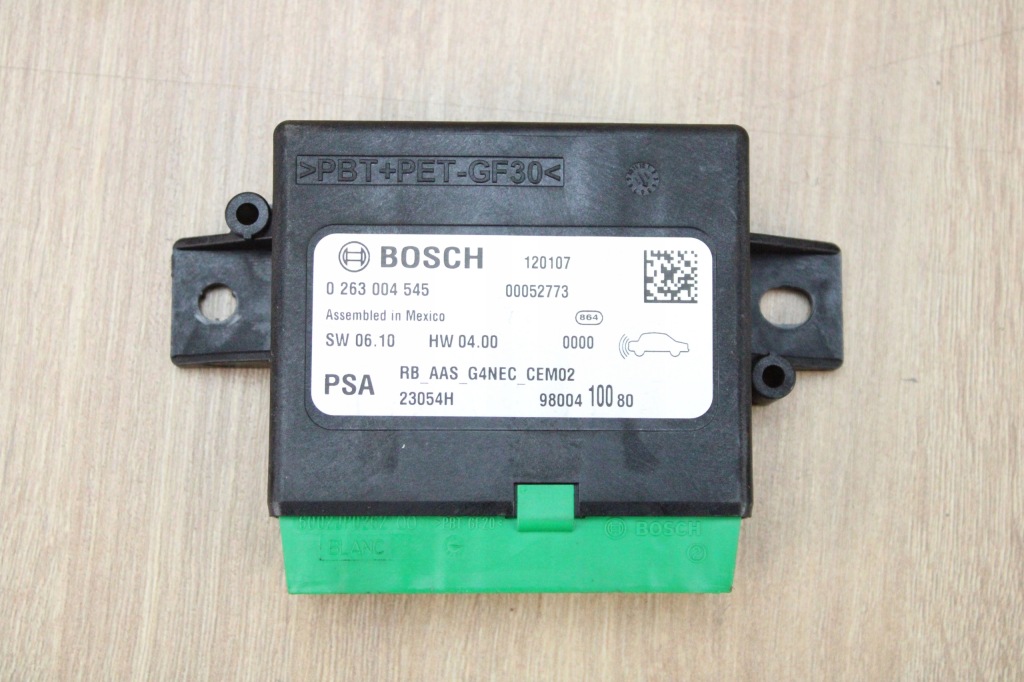 >PBT+PET-GF30<
BOSCH 120107
0 263 004 545 00052773
Assembled in Mexico 864
SW 06.10 HW 04.00 0000
PSA RB_AAS_G4NEC_CEM02
23054H 98004 100 80
BOSCH
BLANC